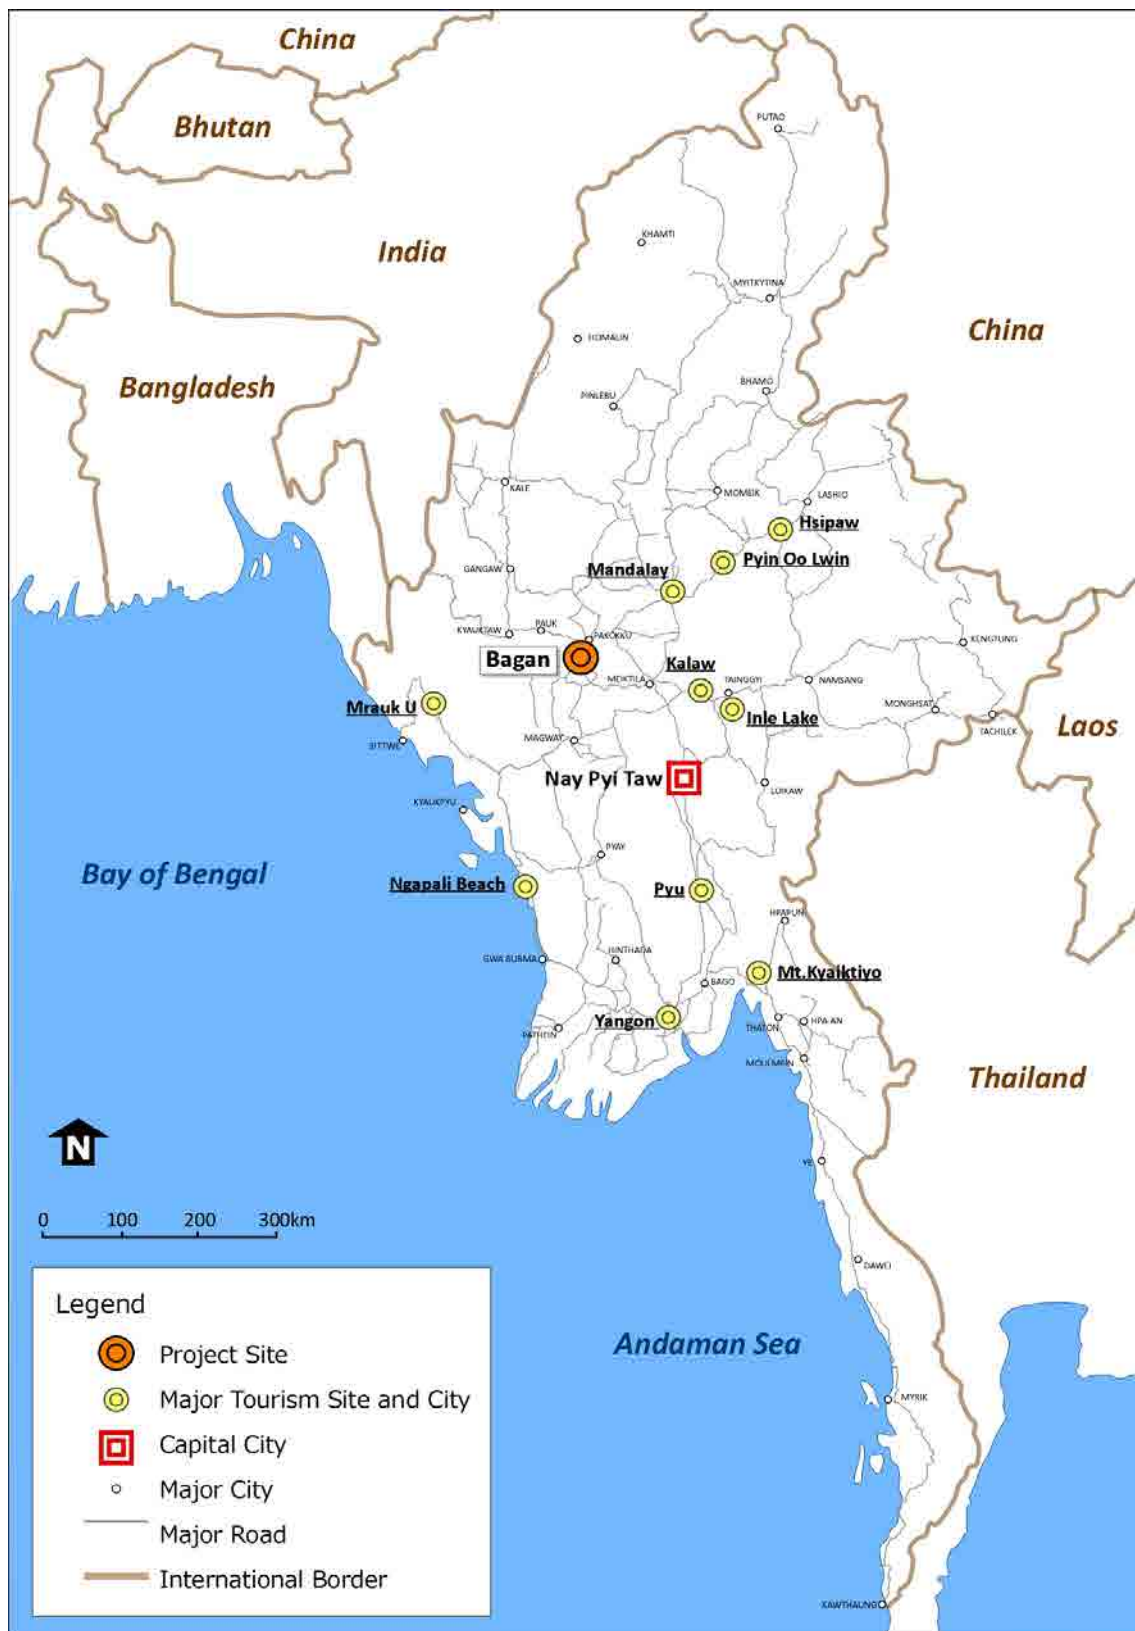 China
Bhutan
PUTAO
India
KHAMTI
MYITKYTINA
China
HOMALIN
Bangladesh
BHAMO
PINLEBU
KALE
MOMEIK
LASHIO
Hsipaw
Pyin Oo Lwin
GANGAW
Mandalay
PAUK
KYAUKTAW
PAKOKKU
KENGTUNG
Bagan
Kalaw
MEIKTILA
TAINGGYI
NAMSANG
Mrauk U
Inle Lake
MONGHSAT
SITTWE
MAGWAY
TACHILEK
Laos
Nay Pyi Taw
LOIKAW
KYAUKPYU
PYAY
Bay of Bengal
Ngapali Beach
Pyu
HPAPUN
GWA BURMA
HINTHADA
Mt.Kyaiktiyo
BAGO
Yangon
PATHEIN
THATON
HPA-AN
MOULMEIN
Thailand
N
YE
0 100 200 300km
DAWEI
Legend
Andaman Sea
Project Site
Major Tourism Site and City
MYEIK
Capital City
Major City
Major Road
International Border
KAWTHAUNG